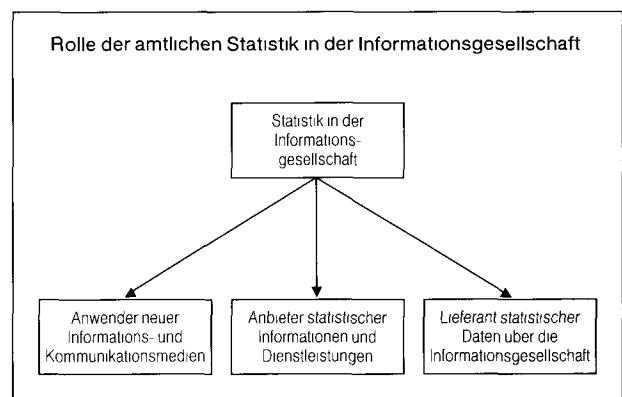 Rolle der amtlichen Statistik in der Informationsgesellschaft
Statistik in der
Informations-
gesellschaft
Anwender neuer
Informations- und
Kommunikationsmedien
Anbieter statistischer
Informationen und
Dienstleistungen
Lieferant statistischer
Daten uber die
Informationsgesellschaft